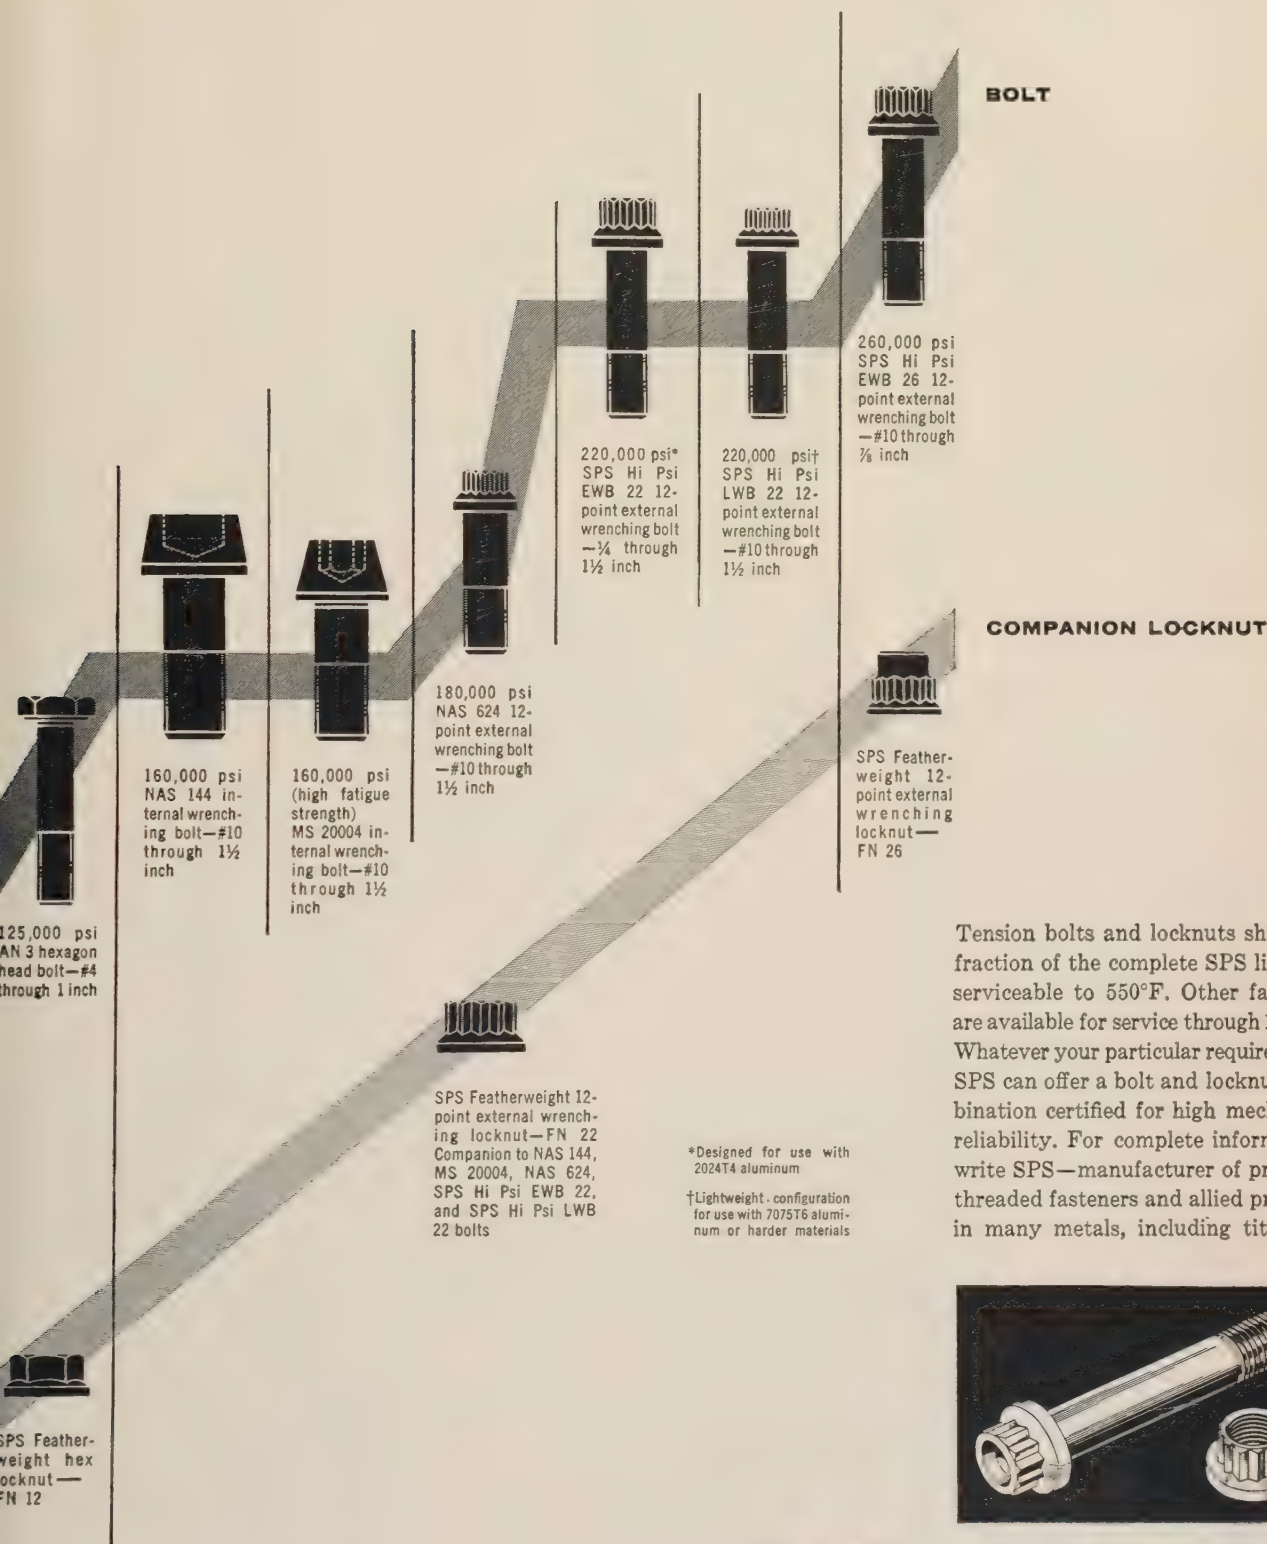 BOLT
260,000 psi
SPS Hi Psi
EWB 26 12-
point external
wrenching bolt
—#10 through
⅞ inch
220,000 psi*
SPS Hi Psi
EWB 22 12-
point external
wrenching bolt
—¼ through
1½ inch
220,000 psi†
SPS Hi Psi
LWB 22 12-
point external
wrenching bolt
—#10 through
1½ inch
COMPANION LOCKNUT
180,000 psi
NAS 624 12-
point external
wrenching bolt
—#10 through
1½ inch
160,000 psi
NAS 144 in-
ternal wrench-
ing bolt—#10
through 1½
inch
160,000 psi
(high fatigue
strength)
MS 20004 in-
ternal wrench-
ing bolt—#10
through 1½
inch
125,000 psi
AN 3 hexagon
head bolt—#4
through 1 inch
SPS Feather-
weight 12-
point external
wrenching
locknut—
FN 26
SPS Featherweight 12-
point external wrench-
ing locknut—FN 22
Companion to NAS 144,
MS 20004, NAS 624,
SPS Hi Psi EWB 22,
and SPS Hi Psi LWB
22 bolts
*Designed for use with
2024T4 aluminum
†Lightweight configuration
for use with 7075T6 alumi-
num or harder materials
Tension bolts and locknuts sh
fraction of the complete SPS li
serviceable to 550°F. Other fa
are available for service through
Whatever your particular require
SPS can offer a bolt and locknu
bination certified for high mec
reliability. For complete infor
write SPS—manufacturer of pr
threaded fasteners and allied pr
in many metals, including tit
SPS Feather-
weight hex
locknut—
FN 12